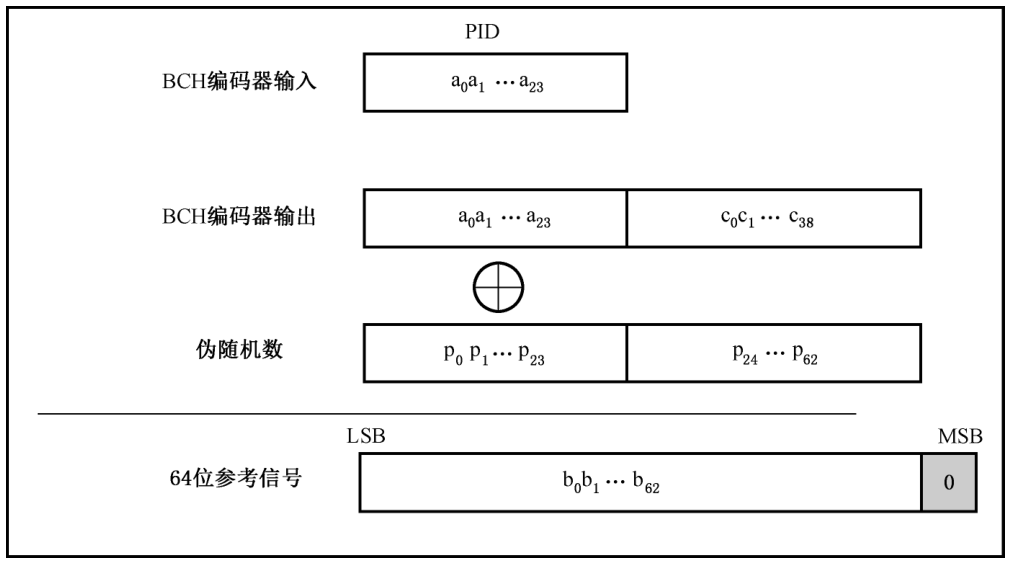 PID
BCH编码器输入 a₀a₁ ⋯a₂₃
BCH编码器输出 a₀a₁ ⋯ a₂₃ c₀c₁ ⋯ c₃₈
伪随机数 p₀ p₁⋯ p₂₃ p₂₄ ⋯ p₆₂
LSB MSB
64位参考信号 b₀b₁ ⋯ b₆₂ 0